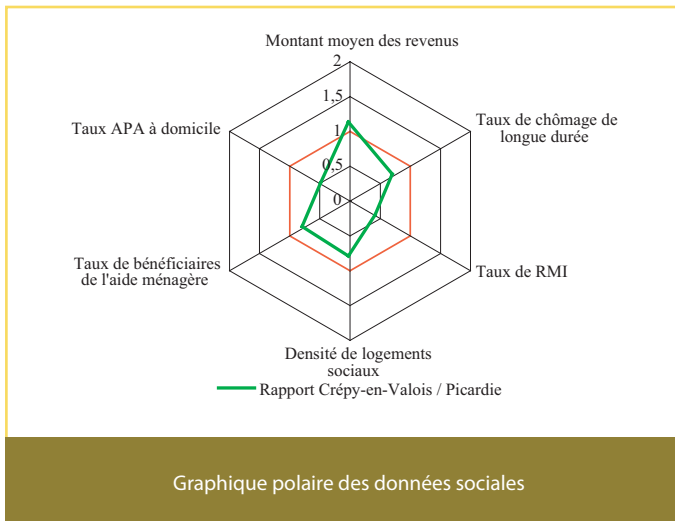 Montant moyen des revenus
2
1,5
1
0,5
0
Taux de chômage de
longue durée
Taux de RMI
Densité de logements
sociaux
Taux de bénéficiaires
de l'aide ménagère
Taux APA à domicile
Rapport Crépy-en-Valois / Picardie
Graphique polaire des données sociales